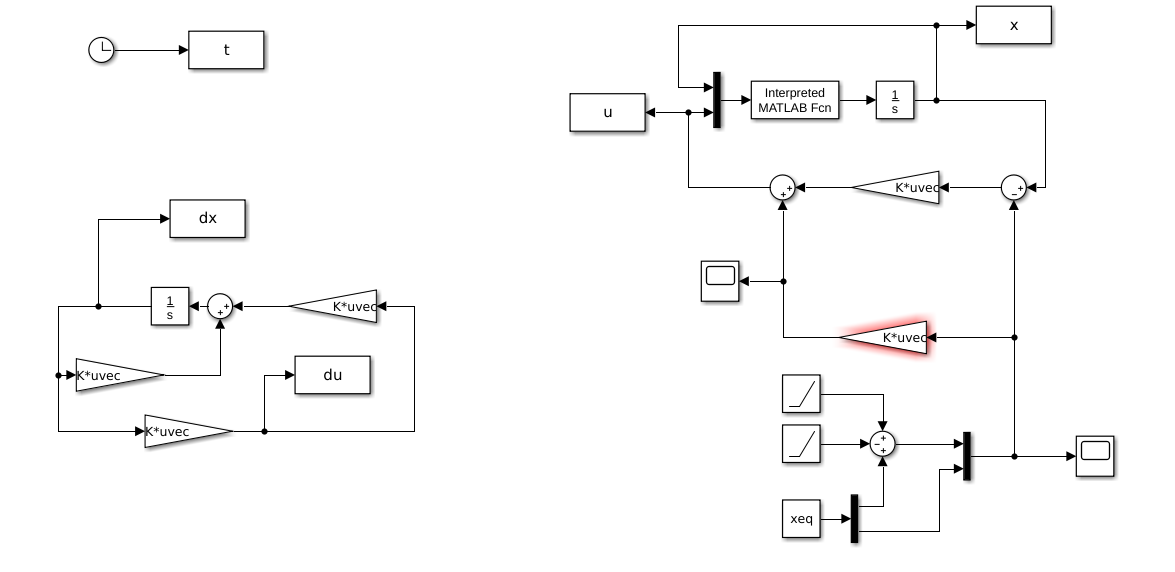 t
x
Interpreted
MATLAB Fcn
1
s
u
+
+
K*uvec
+
−
dx
1
s
+
+
K*uvec
K*uvec
du
K*uvec
K*uvec
+
−
+
+
xeq